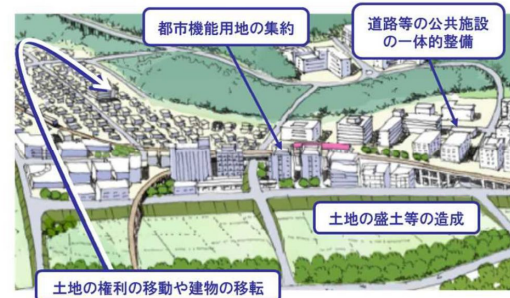 都市機能用地の集約
道路等の公共施設
の一体的整備
土地の盛土等の造成
土地の権利の移動や建物の移転